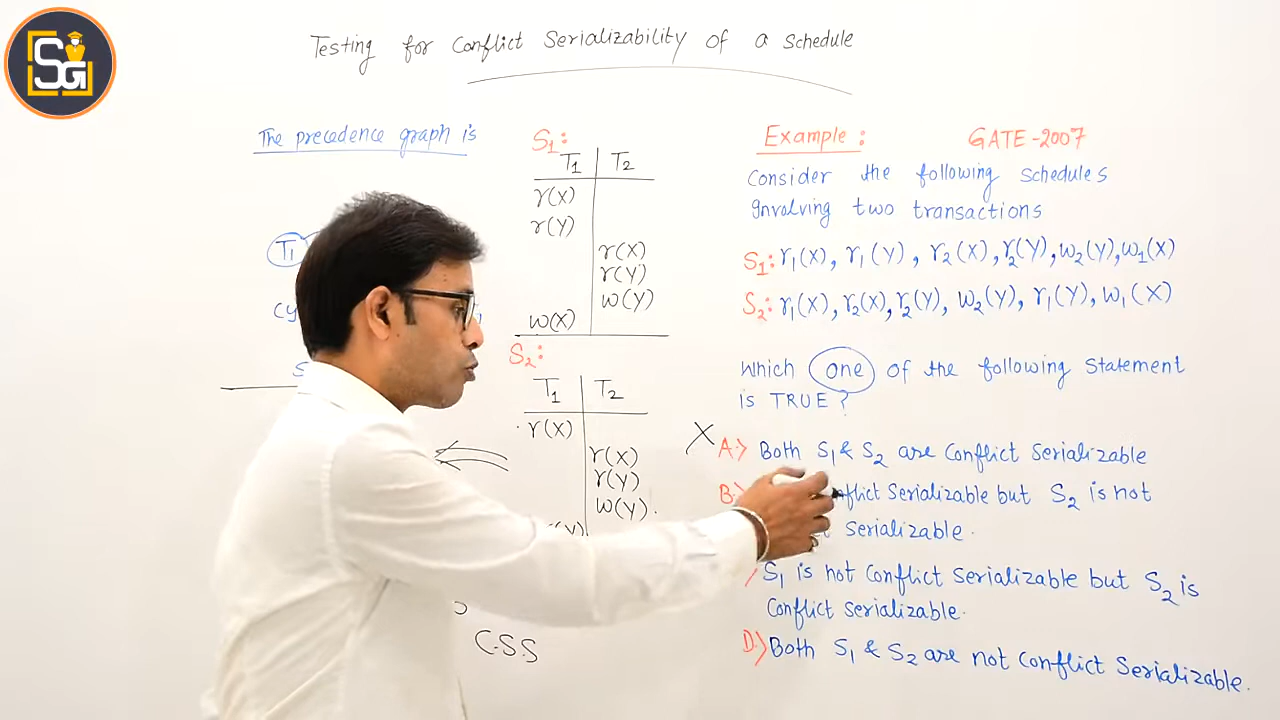 SG
Testing for Conflict Serializability of a Schedule
The precedence graph is
T1
cy
S
S1:
T1 T2
r(X)
r(Y)
r(X)
r(Y)
w(Y)
w(X)
S2:
T1 T2
r(X)
r(X)
r(Y)
w(Y).
C.S.S
Example: GATE-2007
Consider the following Schedules
Involving two transactions
S1: r1(X), r1(Y), r2(X), r2(Y), w2(Y), w1(X)
S2: r1(X), r2(X), r2(Y), w2(Y), r1(Y), w1(X)
Which one of the following Statement
is TRUE?
X A.) Both S1 & S2 are Conflict Serializable
B.) nflict Serializable but S2 is not
Serializable.
S1 is not Conflict Serializable but S2 is
Conflict Serializable.
D.) Both S1 & S2 are not Conflict Serializable.